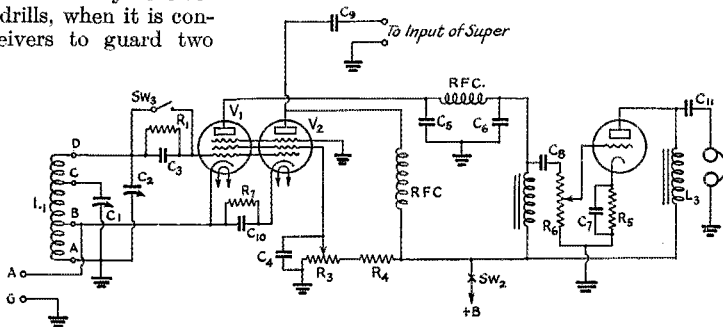 drills, when it is con-
eivers to guard two
C9
To Input of Super
SW3
R1
V1
V2
RFC.
C11
D
C3
C5
C6
C
C2
C8
L1
C1
R7
RFC
L3
B
C10
R6
C7
R5
A
C4
R3
R4
A
SW2
G
+B